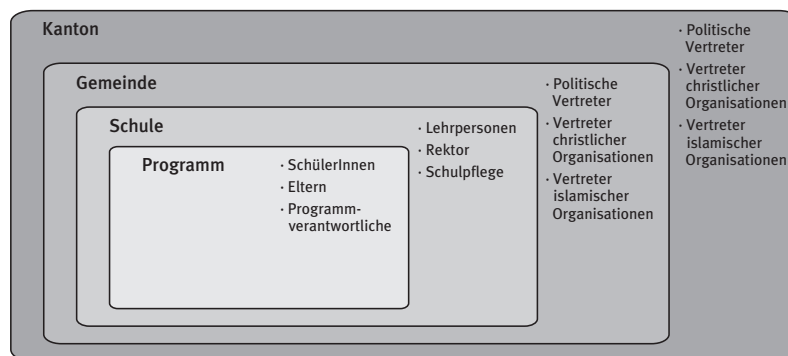 Kanton
· Politische
Vertreter
· Vertreter
christlicher
Organisationen
· Vertreter
islamischer
Organisationen
Gemeinde
· Politische
Vertreter
· Vertreter
christlicher
Organisationen
· Vertreter
islamischer
Organisationen
Schule
· Lehrpersonen
· Rektor
· Schulpflege
Programm
· SchülerInnen
· Eltern
· Programm-
verantwortliche